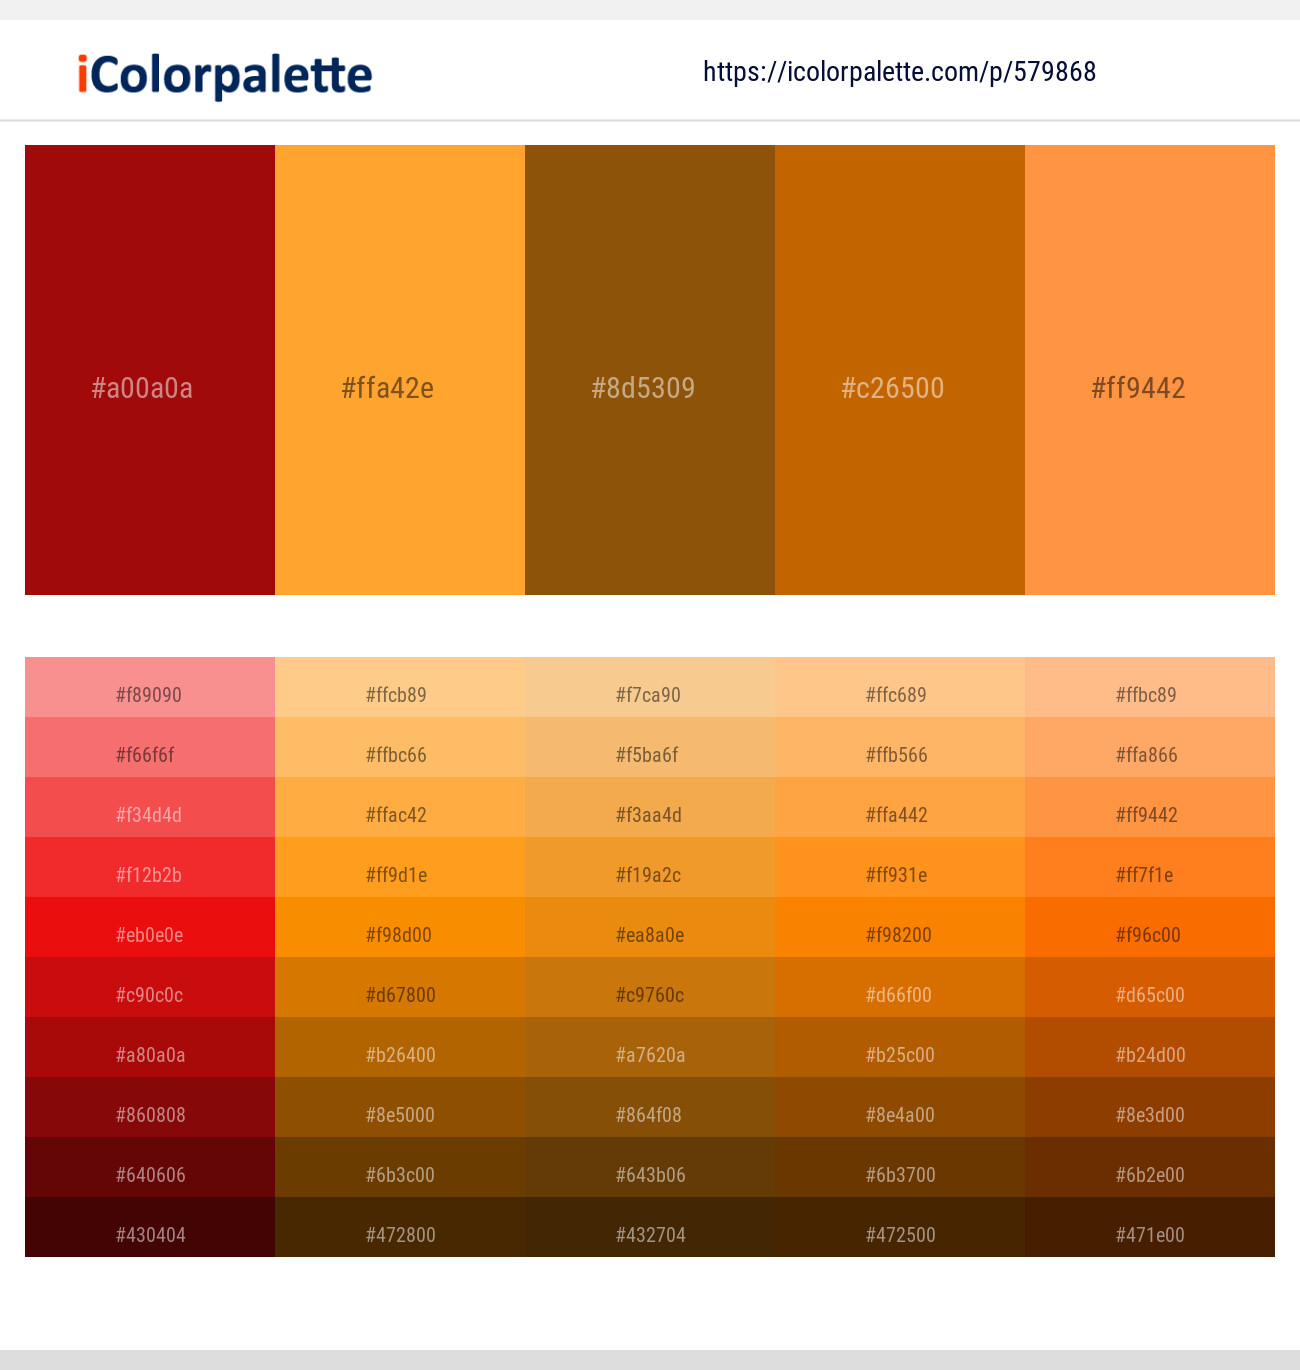 iColorpalette https://icolorpalette.com/p/579868
#a00a0a #ffa42e #8d5309 #c26500 #ff9442
#f89090 #ffcb89 #f7ca90 #ffc689 #ffbc89
#f66f6f #ffbc66 #f5ba6f #ffb566 #ffa866
#f34d4d #ffac42 #f3aa4d #ffa442 #ff9442
#f12b2b #ff9d1e #f19a2c #ff931e #ff7f1e
#eb0e0e #f98d00 #ea8a0e #f98200 #f96c00
#c90c0c #d67800 #c9760c #d66f00 #d65c00
#a80a0a #b26400 #a7620a #b25c00 #b24d00
#860808 #8e5000 #864f08 #8e4a00 #8e3d00
#640606 #6b3c00 #643b06 #6b3700 #6b2e00
#430404 #472800 #432704 #472500 #471e00